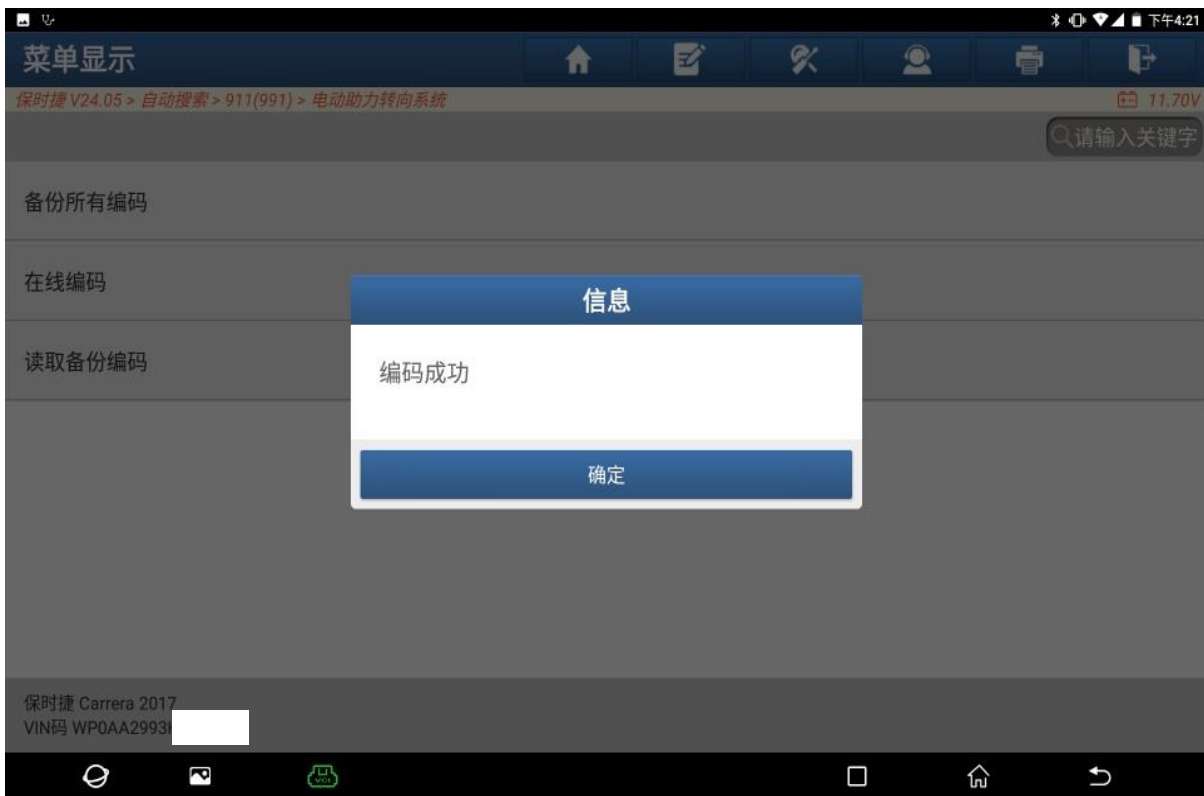 下午4:21
菜单显示
保时捷 V24.05 > 自动搜索 > 911(991) > 电动助力转向系统
11.70V
请输入关键字
备份所有编码
在线编码
读取备份编码
信息
编码成功
确定
保时捷 Carrera 2017
VIN码 WP0AA2993
VCI